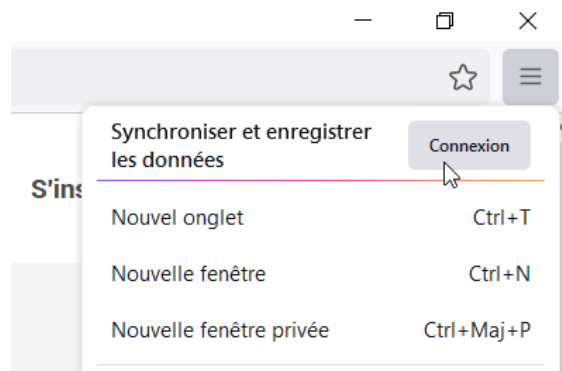 Synchroniser et enregistrer
les données
Connexion
S'ins
Nouvel onglet Ctrl+T
Nouvelle fenêtre Ctrl+N
Nouvelle fenêtre privée Ctrl+Maj+P